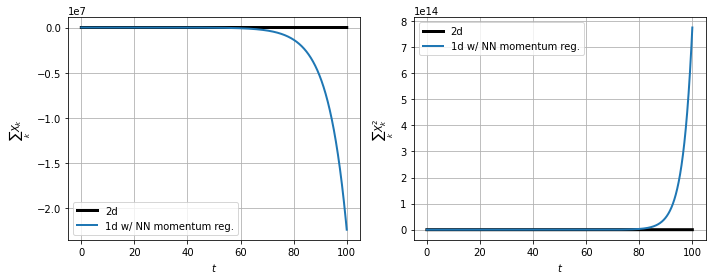 1e7
0.0
−0.5
−1.0
−1.5
−2.0
∑ₖ Xₖ
2d
1d w/ NN momentum reg.
0 20 40 60 80 100
t
1e14
8
7
6
5
4
3
2
1
0
∑ₖ Xₖ²
2d
1d w/ NN momentum reg.
0 20 40 60 80 100
t